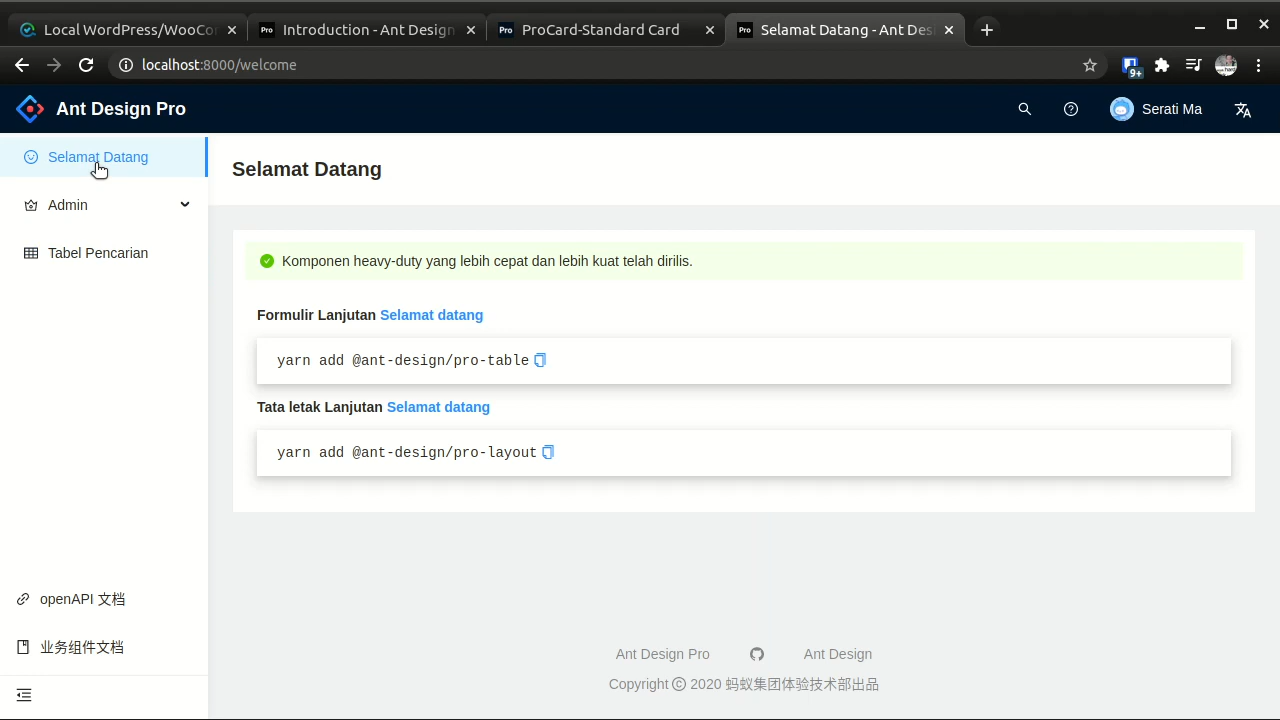 Local WordPress/WooCor
Introduction - Ant Design
ProCard-Standard Card
Selamat Datang - Ant Des
localhost:8000/welcome
9+
Ant Design Pro
Serati Ma
Selamat Datang
Admin
Tabel Pencarian
openAPI 文档
业务组件文档
Selamat Datang
Komponen heavy-duty yang lebih cepat dan lebih kuat telah dirilis.
Formulir Lanjutan Selamat datang
yarn add @ant-design/pro-table
Tata letak Lanjutan Selamat datang
yarn add @ant-design/pro-layout
Ant Design Pro
Ant Design
Copyright © 2020 蚂蚁集团体验技术部出品